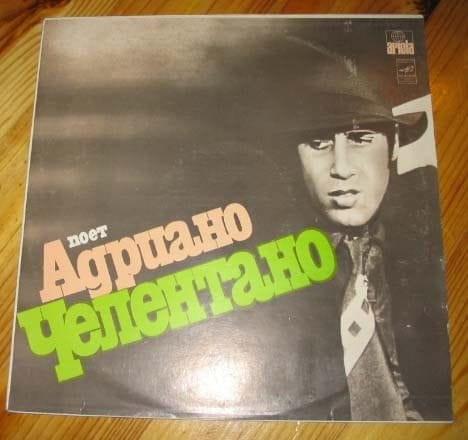 ariola
поет
Адриано
Челентано